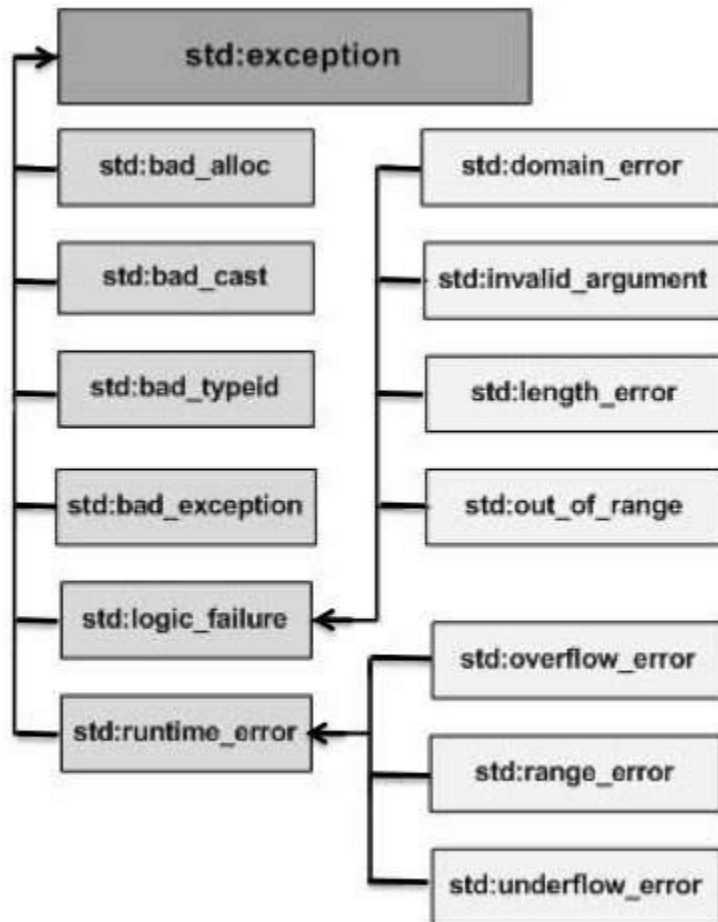 std:exception
std:bad_alloc
std:bad_cast
std:bad_typeid
std:bad_exception
std:logic_failure
std:runtime_error
std:domain_error
std:invalid_argument
std:length_error
std:out_of_range
std:overflow_error
std:range_error
std:underflow_error